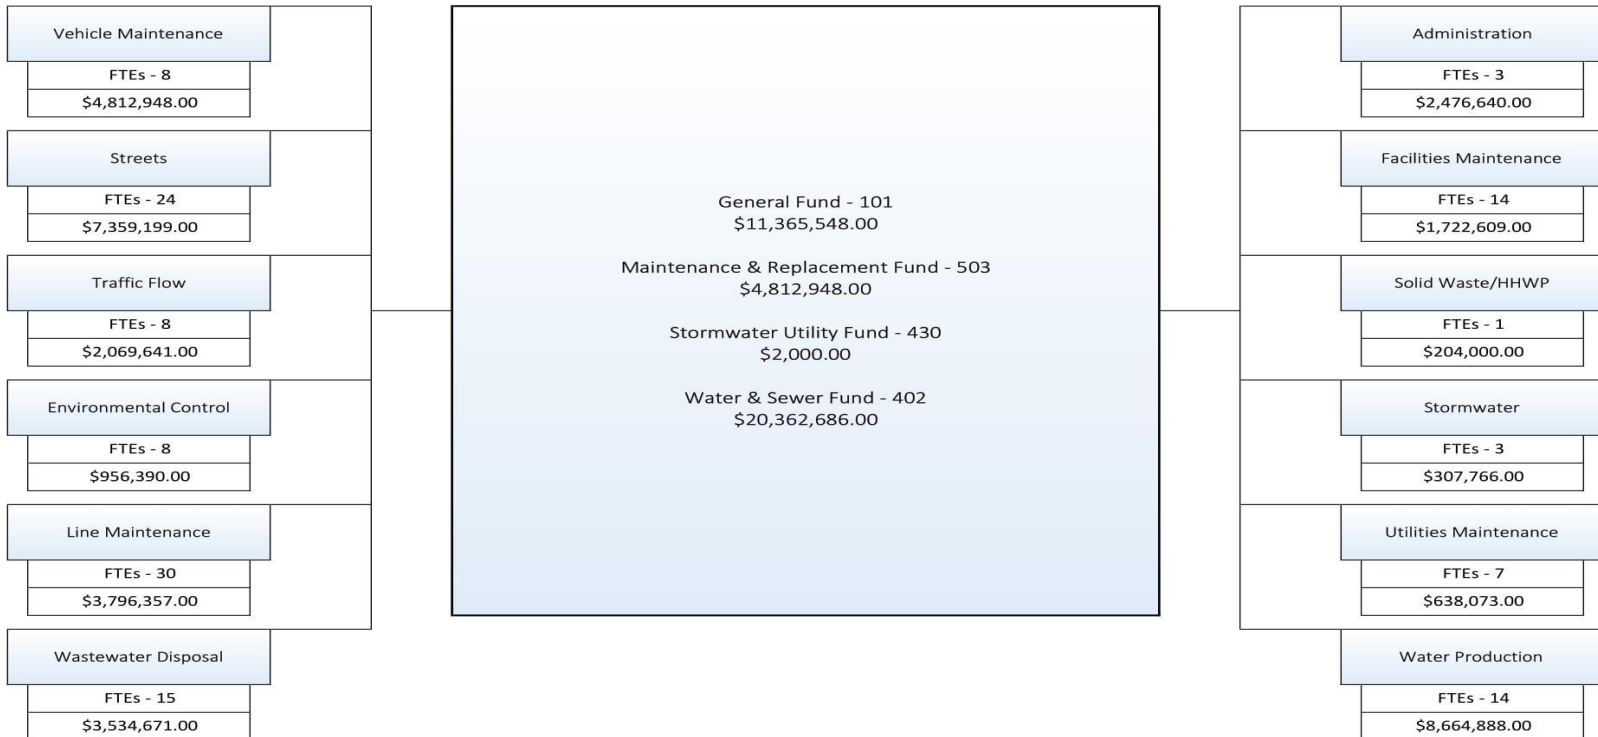 Vehicle Maintenance
FTEs - 8
$4,812,948.00
Streets
FTEs - 24
$7,359,199.00
Traffic Flow
FTEs - 8
$2,069,641.00
Environmental Control
FTEs - 8
$956,390.00
Line Maintenance
FTEs - 30
$3,796,357.00
Wastewater Disposal
FTEs - 15
$3,534,671.00
General Fund - 101
$11,365,548.00
Maintenance & Replacement Fund - 503
$4,812,948.00
Stormwater Utility Fund - 430
$2,000.00
Water & Sewer Fund - 402
$20,362,686.00
Administration
FTEs - 3
$2,476,640.00
Facilities Maintenance
FTEs - 14
$1,722,609.00
Solid Waste/HHWP
FTEs - 1
$204,000.00
Stormwater
FTEs - 3
$307,766.00
Utilities Maintenance
FTEs - 7
$638,073.00
Water Production
FTEs - 14
$8,664,888.00